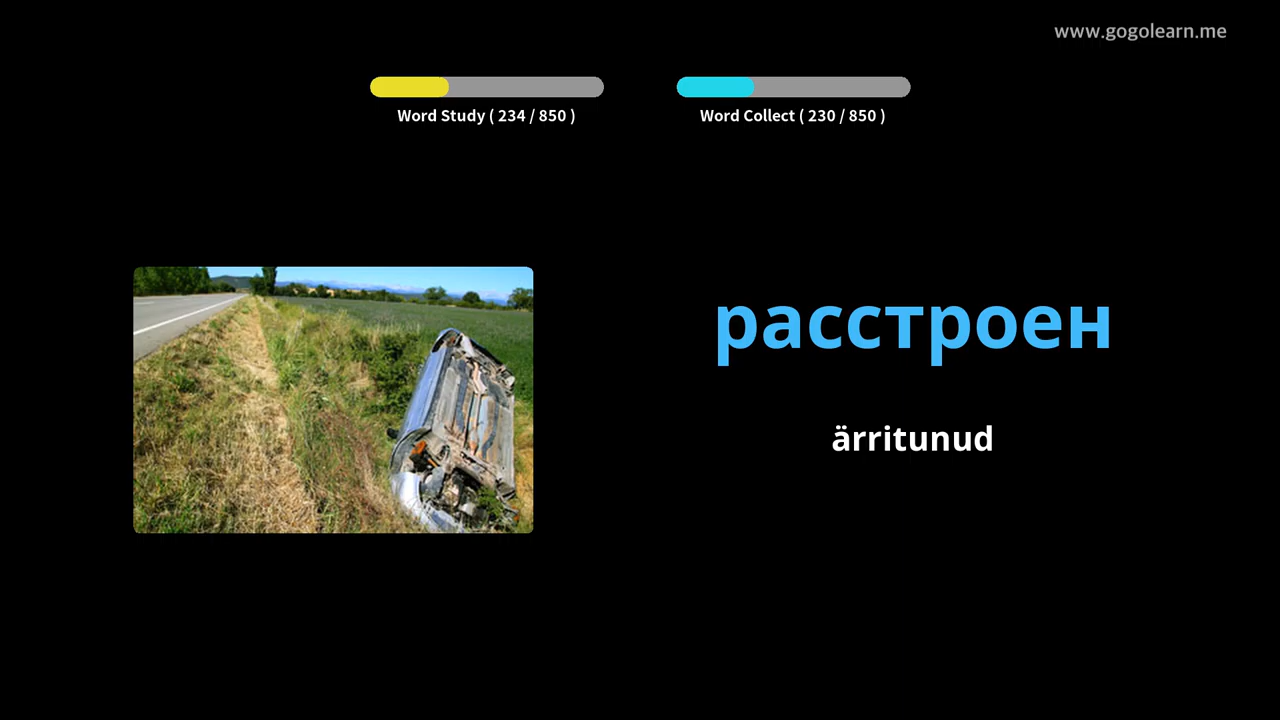 www.gogolearn.me
Word Study ( 234 / 850 )
Word Collect ( 230 / 850 )
расстроен
ärritunud